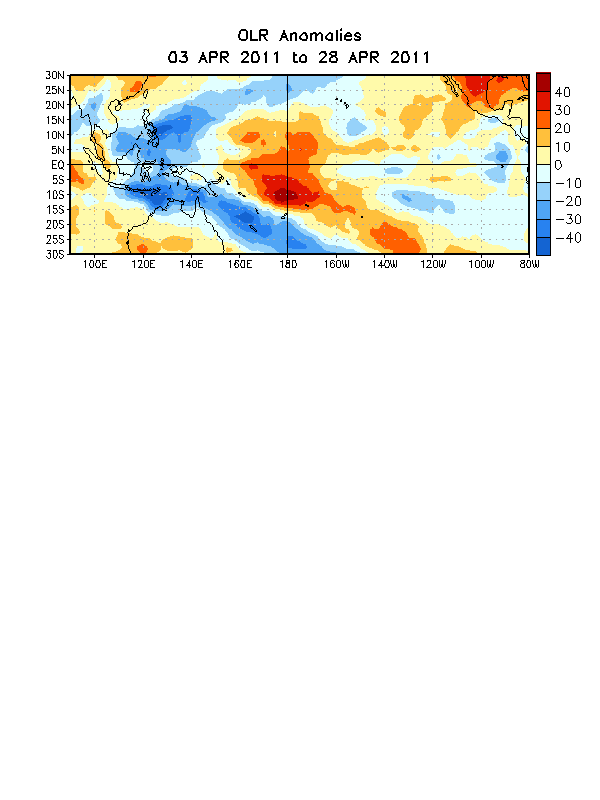 OLR Anomalies
03 APR 2011 to 28 APR 2011
30N
25N
20N
15N
10N
5N
EQ
5S
10S
15S
20S
25S
30S
100E 120E 140E 160E 180 160W 140W 120W 100W 80W
40
30
20
10
0
−10
−20
−30
−40